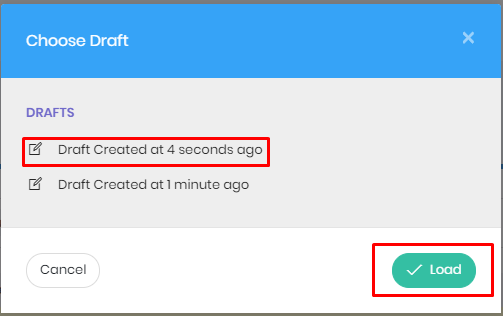 Choose Draft
DRAFTS
Draft Created at 4 seconds ago
Draft Created at 1 minute ago
Cancel
Load